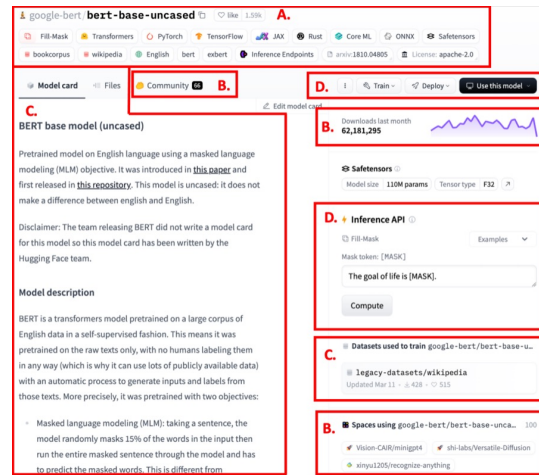 google-bert/bert-base-uncased like 1.59k
A.
Fill-Mask Transformers PyTorch TensorFlow JAX Rust Core ML ONNX Safetensors
bookcorpus wikipedia English bert exbert Inference Endpoints arxiv:1810.04805 License: apache-2.0
Model card Files Community 66 B.
D. Train Deploy Use this model
C.
Edit model card
BERT base model (uncased)
Pretrained model on English language using a masked language
modeling (MLM) objective. It was introduced in this paper and
first released in this repository. This model is uncased: it does not
make a difference between english and English.
Disclaimer: The team releasing BERT did not write a model card
for this model so this model card has been written by the
Hugging Face team.
Model description
BERT is a transformers model pretrained on a large corpus of
English data in a self-supervised fashion. This means it was
pretrained on the raw texts only, with no humans labeling them
in any way (which is why it can use lots of publicly available data)
with an automatic process to generate inputs and labels from
those texts. More precisely, it was pretrained with two objectives:
Masked language modeling (MLM): taking a sentence, the
model randomly masks 15% of the words in the input then
run the entire masked sentence through the model and has
to predict the masked words. This is different from
B.
Downloads last month
62,181,295
Safetensors
Model size 110M params Tensor type F32
D. Inference API
Fill-Mask Examples
Mask token: [MASK]
The goal of life is [MASK].
Compute
C.
Datasets used to train google-bert/bert-base-u...
legacy-datasets/wikipedia
Updated Mar 11 428 515
B.
Spaces using google-bert/bert-base-unca... 100
Vision-CAIR/minigpt4 shi-labs/Versatile-Diffusion
xinyu1205/recognize-anything